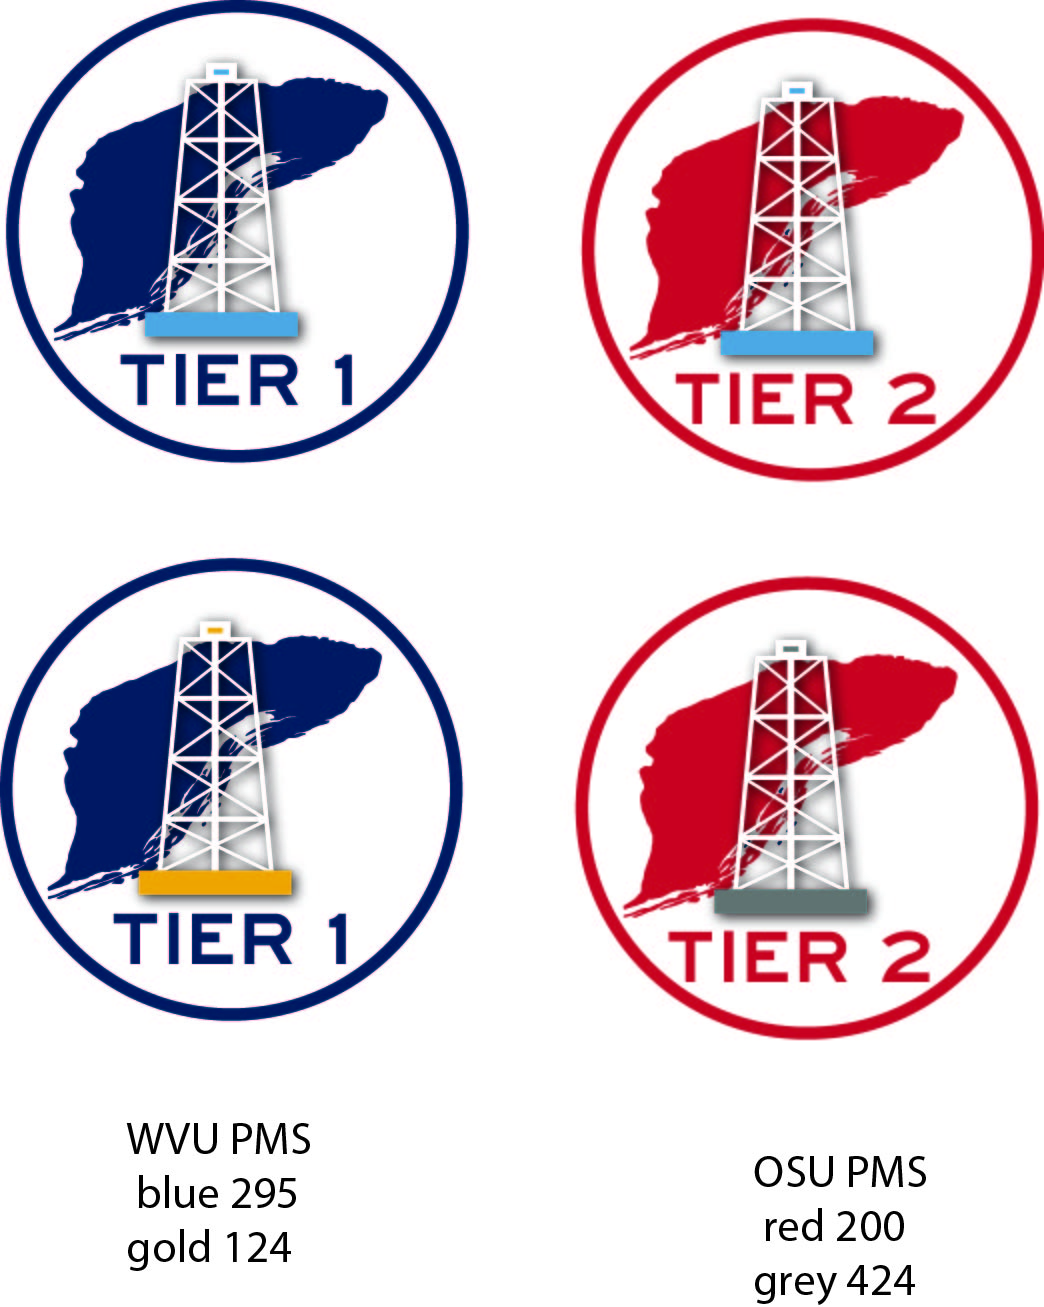 TIER 1
TIER 2
TIER 1
TIER 2
WVU PMS
blue 295
gold 124
OSU PMS
red 200
grey 424